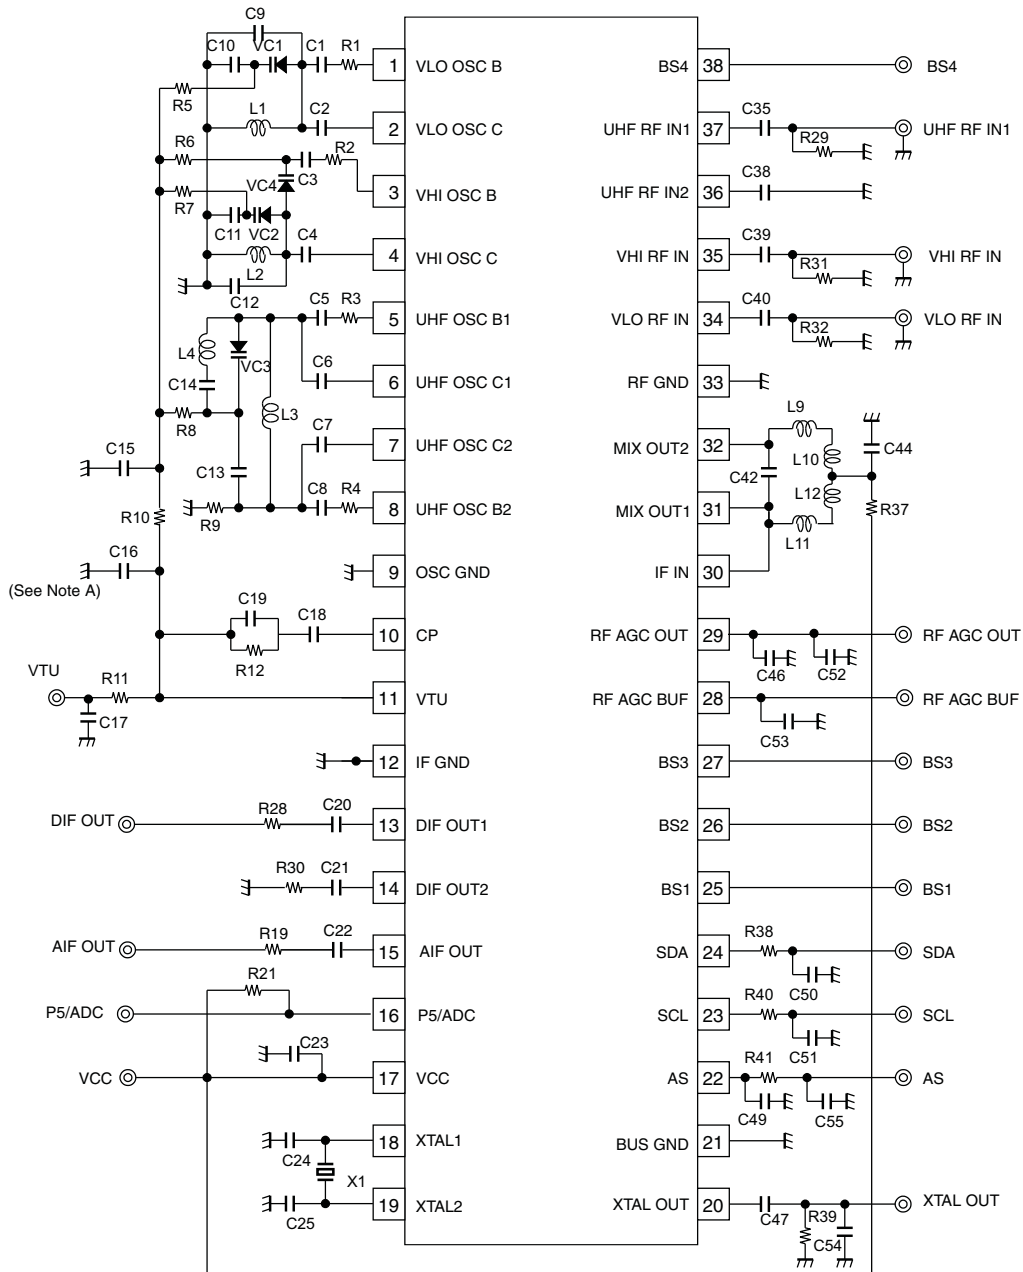 C9
C10 VC1 C1 R1
1 VLO OSC B BS4 38 BS4
R5
L1 C2 C35
2 VLO OSC C UHF RF IN1 37 UHF RF IN1
R6 R2 R29
C3 C38
VC4
3 VHI OSC B UHF RF IN2 36
R7
C11 VC2 C4 C39
4 VHI OSC C VHI RF IN 35 VHI RF IN
L2 R31
C12 C5 R3 C40
5 UHF OSC B1 VLO RF IN 34 VLO RF IN
L4 VC3 R32
C14 C6
6 UHF OSC C1 RF GND 33
R8 L3 L9
C7
7 UHF OSC C2 MIX OUT2 32 C44
C15 L10
C13 C42
C8 R4 L12
R10 R9 8 UHF OSC B2 MIX OUT1 31 R37
L11
C16
9 OSC GND IF IN 30
(See Note A)
C19 C18
10 CP RF AGC OUT 29 RF AGC OUT
R12 C46 C52
VTU
R11
11 VTU RF AGC BUF 28 RF AGC BUF
C17 C53
12 IF GND BS3 27 BS3
R28 C20
DIF OUT 13 DIF OUT1 BS2 26 BS2
R30 C21
14 DIF OUT2 BS1 25 BS1
R19 C22 R38
AIF OUT 15 AIF OUT SDA 24 SDA
R21 C50
R40
P5/ADC 16 P5/ADC SCL 23 SCL
C23 C51
R41
VCC 17 VCC AS 22 AS
C49 C55
18 XTAL1 BUS GND 21
C24
X1
19 XTAL2 XTAL OUT 20 XTAL OUT
C25 C47 R39
C54